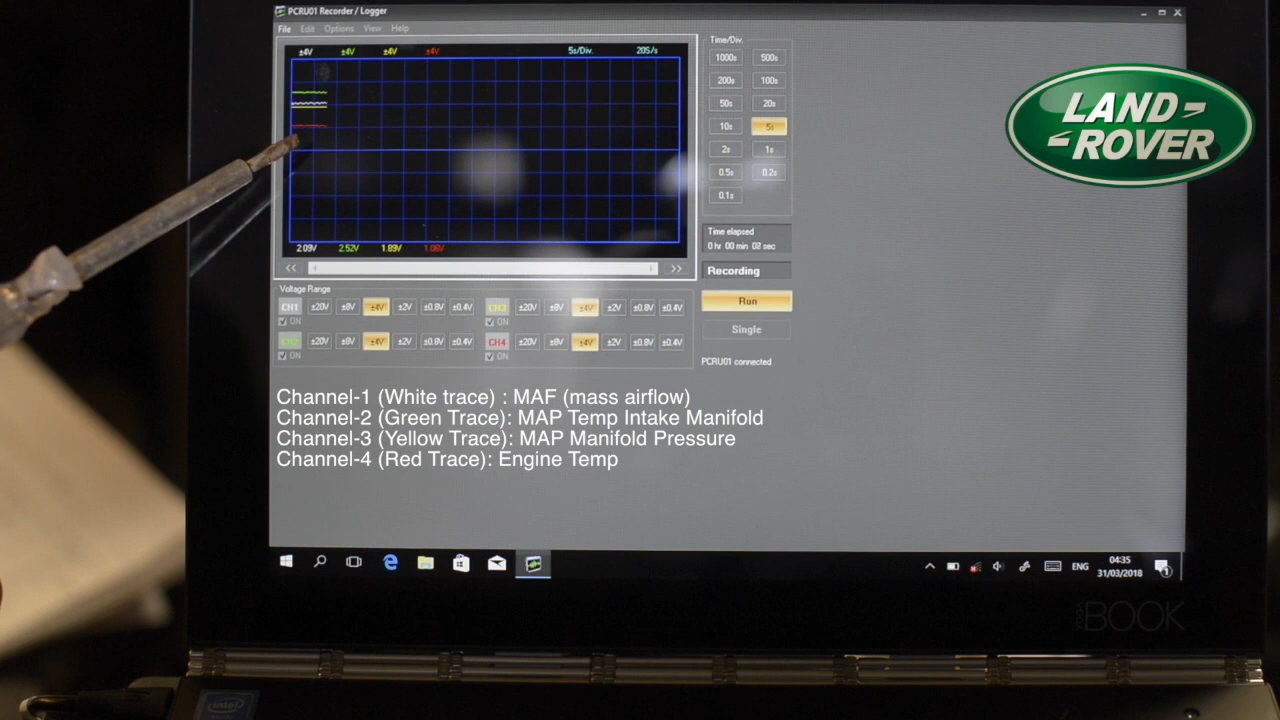 PCRU01 Recorder / Logger
File Edit Options View Help
±4V ±4V ±4V ±4V 5s/Div. 20S/s
2.09V 2.52V 1.89V 1.06V
<< >>
Time/Div.
1000s 500s
200s 100s
50s 20s
10s 5s
2s 1s
0.5s 0.2s
0.1s
Time elapsed
0 hr 00 min 07 sec
Recording
Run
Single
PCRU01 connected
Voltage Range
CH1 ±20V ±8V ±4V ±2V ±0.8V ±0.4V CH3 ±20V ±8V ±4V ±2V ±0.8V ±0.4V
ON ON
CH2 ±20V ±8V ±4V ±2V ±0.8V ±0.4V CH4 ±20V ±8V ±4V ±2V ±0.8V ±0.4V
ON ON
LAND-
-ROVER
Channel-1 (White trace) : MAF (mass airflow)
Channel-2 (Green Trace): MAP Temp Intake Manifold
Channel-3 (Yellow Trace): MAP Manifold Pressure
Channel-4 (Red Trace): Engine Temp
ENG 04:35
31/03/2018 1
YOGA BOOK
intel